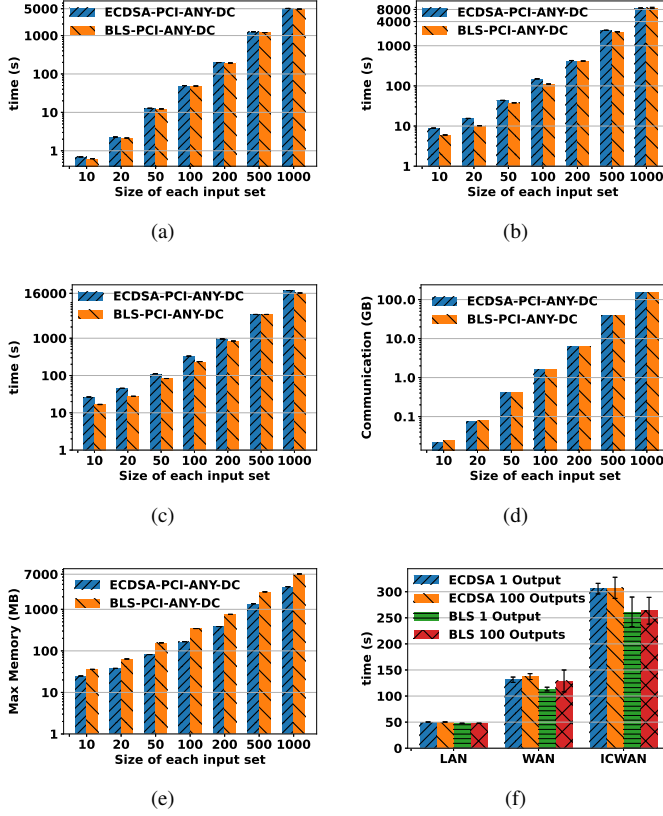 5000
1000
100
10
1
time (s)
ECDSA-PCI-ANY-DC
BLS-PCI-ANY-DC
10 20 50 100 200 500 1000
Size of each input set
(a)
8000
4000
1000
100
10
1
time (s)
ECDSA-PCI-ANY-DC
BLS-PCI-ANY-DC
10 20 50 100 200 500 1000
Size of each input set
(b)
16000
1000
100
10
1
time (s)
ECDSA-PCI-ANY-DC
BLS-PCI-ANY-DC
10 20 50 100 200 500 1000
Size of each input set
(c)
100.0
10.0
1.0
0.1
Communication (GB)
ECDSA-PCI-ANY-DC
BLS-PCI-ANY-DC
10 20 50 100 200 500 1000
Size of each input set
(d)
7000
1000
100
10
1
Max Memory (MB)
ECDSA-PCI-ANY-DC
BLS-PCI-ANY-DC
10 20 50 100 200 500 1000
Size of each input set
(e)
300
250
200
150
100
50
0
time (s)
ECDSA 1 Output
ECDSA 100 Outputs
BLS 1 Output
BLS 100 Outputs
LAN WAN ICWAN
(f)